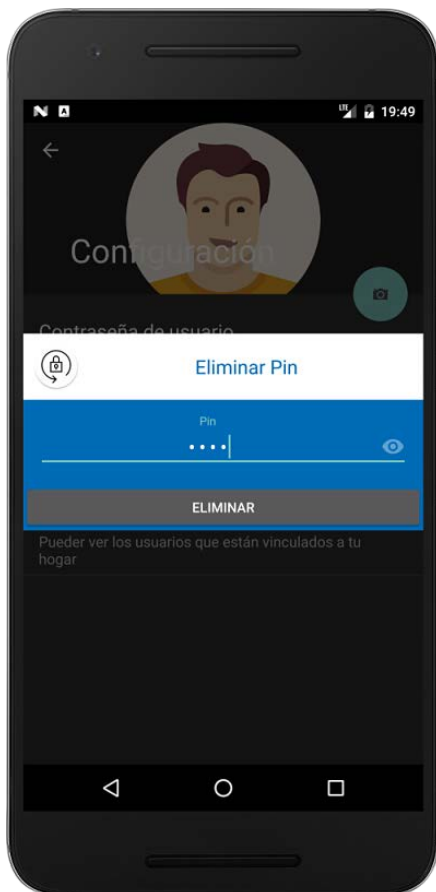 LTE 19:49
Configuración
Contraseña de usuario
Eliminar Pin
Pin
ELIMINAR
Pueder ver los usuarios que están vinculados a tu
hogar